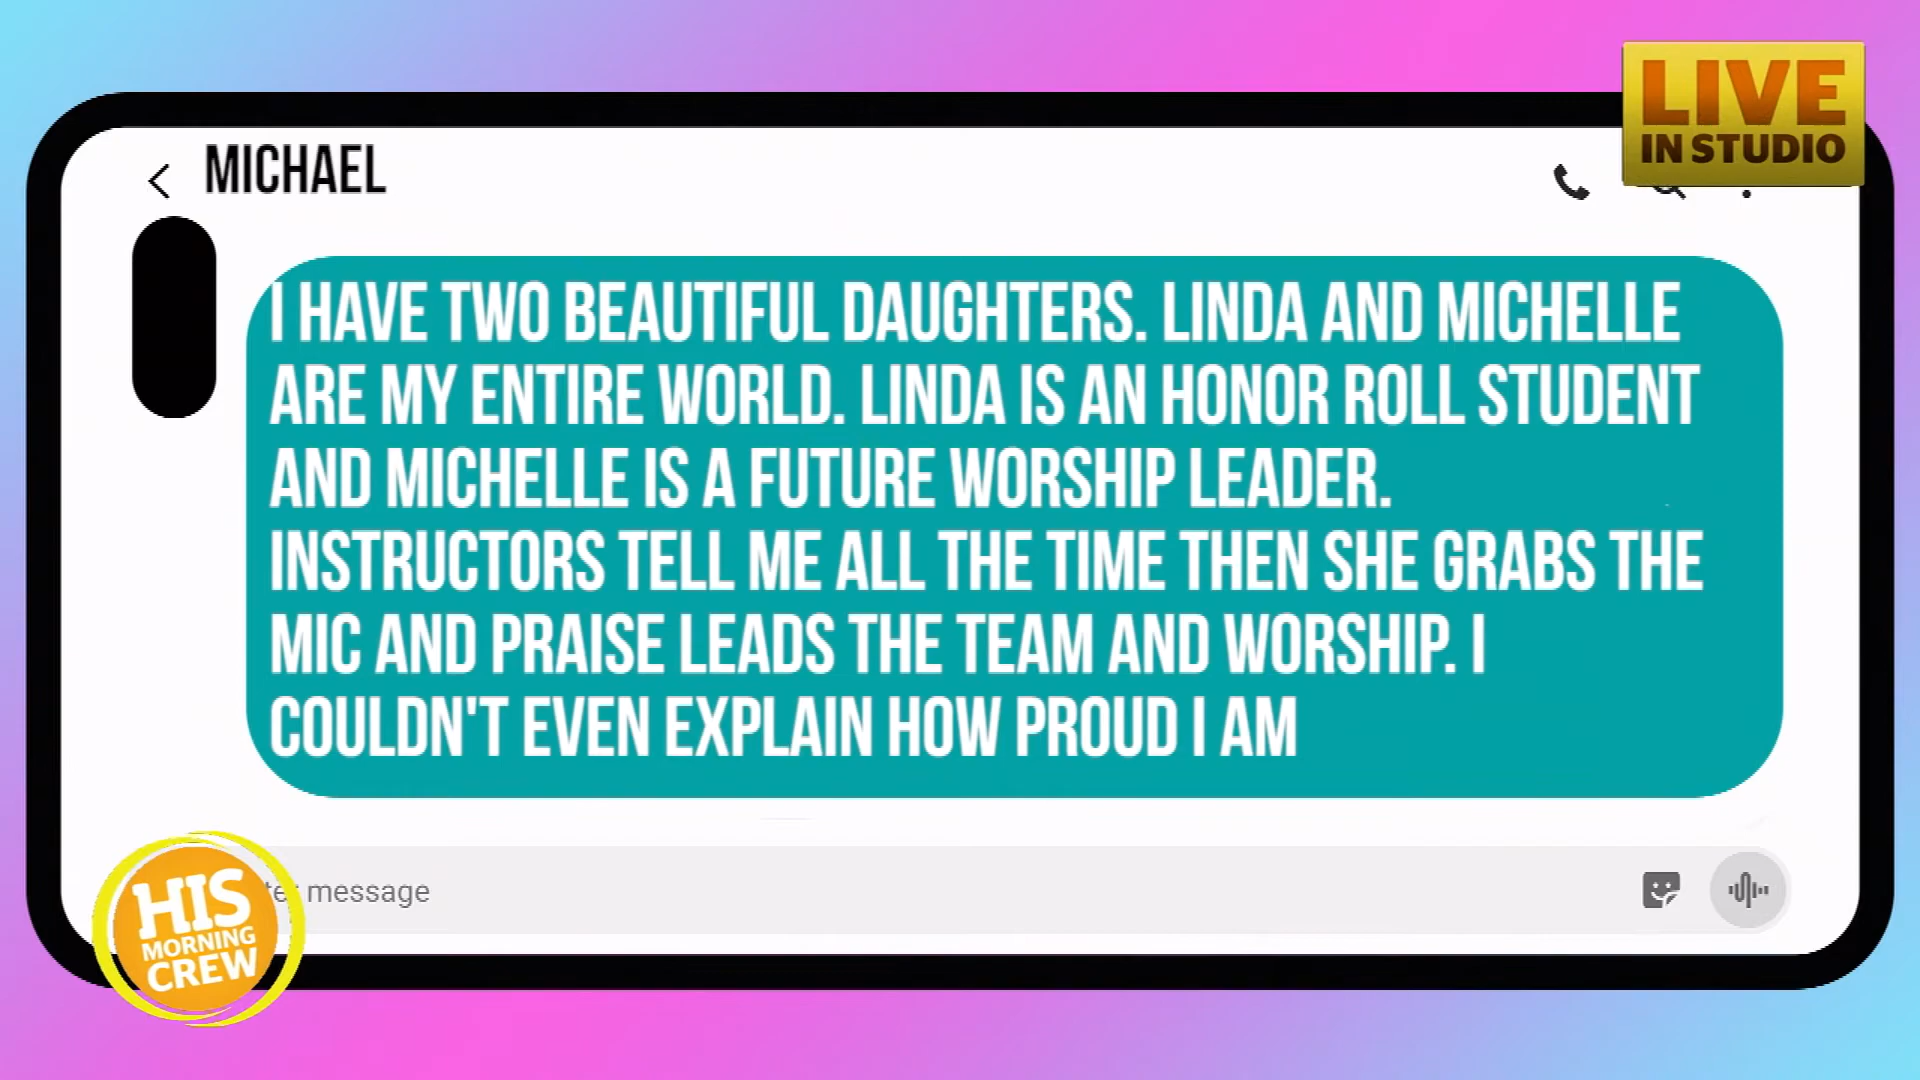 LIVE
IN STUDIO
MICHAEL
I HAVE TWO BEAUTIFUL DAUGHTERS. LINDA AND MICHELLE
ARE MY ENTIRE WORLD. LINDA IS AN HONOR ROLL STUDENT
AND MICHELLE IS A FUTURE WORSHIP LEADER.
INSTRUCTORS TELL ME ALL THE TIME THEN SHE GRABS THE
MIC AND PRAISE LEADS THE TEAM AND WORSHIP. I
COULDN'T EVEN EXPLAIN HOW PROUD I AM
message
HIS
MORNING
CREW